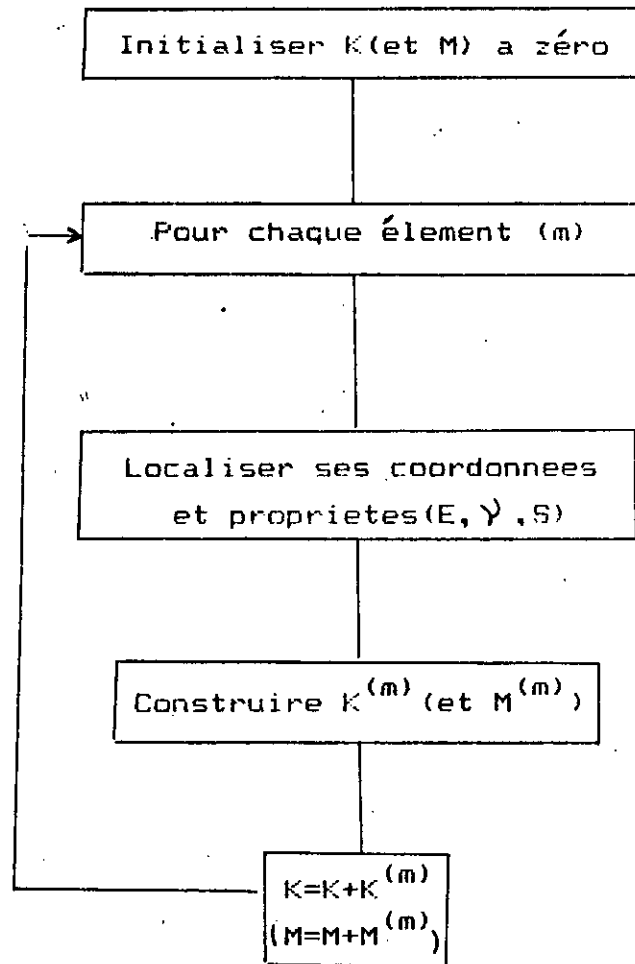 Initialiser K(et M) a zéro
Pour chaque élement (m)
Localiser ses coordonnees
et proprietes(E, ν ,S)
Construire K^(m) (et M^(m))
K=K+K^(m)
(M=M+M^(m))